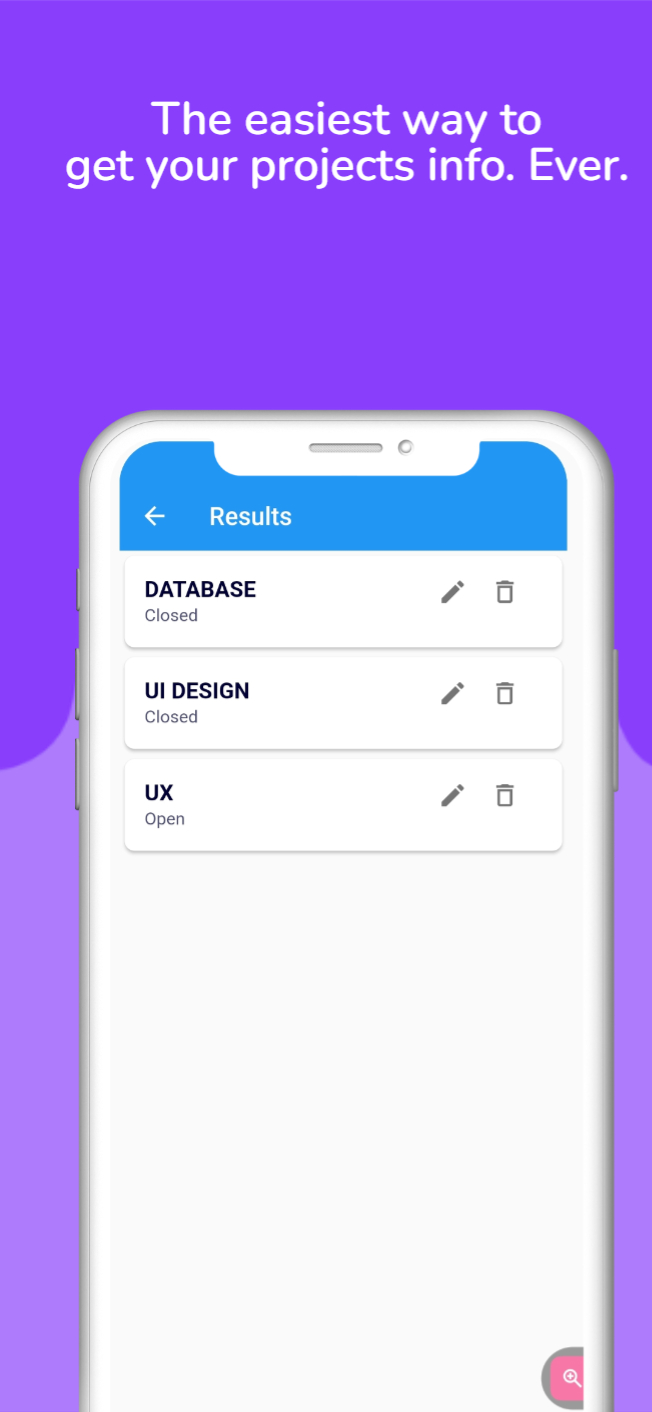 The easiest way to
get your projects info. Ever.
Results
DATABASE
Closed
UI DESIGN
Closed
UX
Open